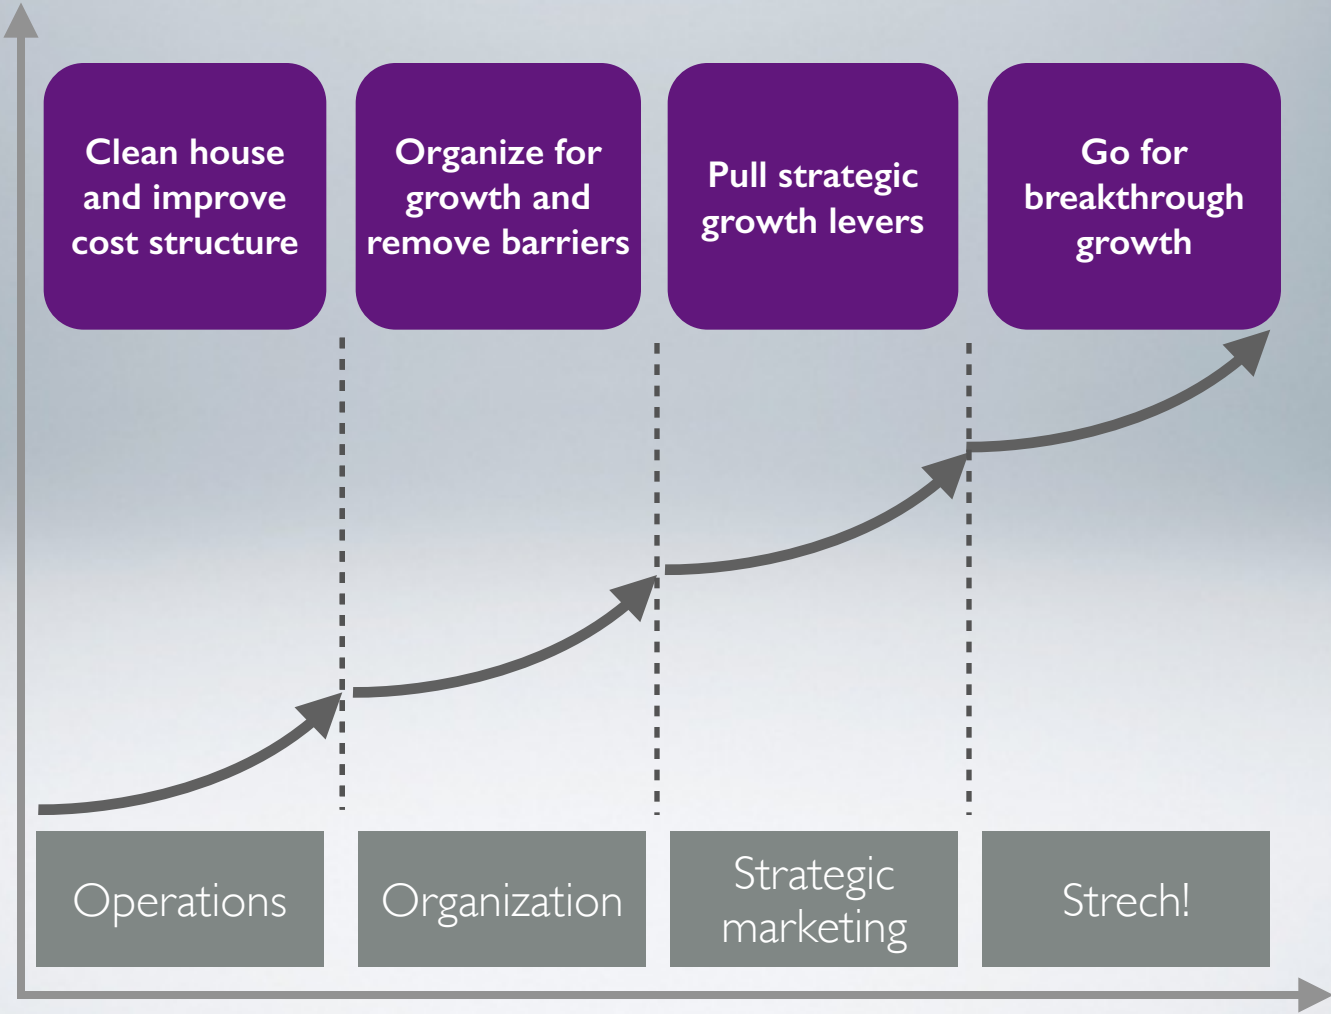 Clean house
and improve
cost structure
Organize for
growth and
remove barriers
Pull strategic
growth levers
Go for
breakthrough
growth
Operations
Organization
Strategic
marketing
Strech!